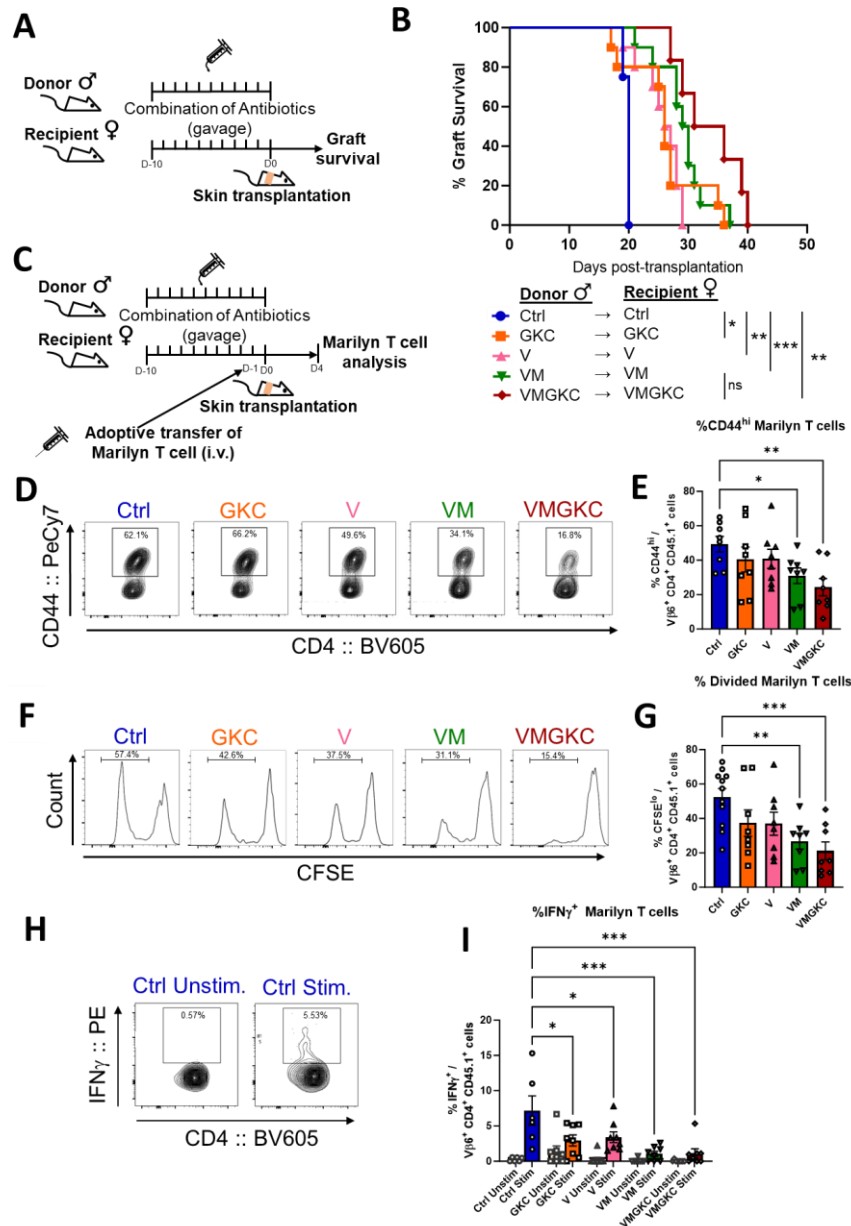 A
Donor ♂
Recipient ♀
Combination of Antibiotics
(gavage)
Graft
survival
D-10
D0
Skin transplantation
B
% Graft Survival
100
80
60
40
20
0
0 10 20 30 40 50
Days post-transplantation
Donor ♂ Recipient ♀
Ctrl → Ctrl
GKC → GKC
V → V
VM → VM
VMGKC → VMGKC
* ** *** **
ns
C
Donor ♂
Recipient ♀
Combination of Antibiotics
(gavage)
Marilyn T cell
analysis
D-10
D-1 D0
D4
Skin transplantation
Adoptive transfer of
Marilyn T cell (i.v.)
D
Ctrl GKC V VM VMGKC
62.1% 66.2% 49.6% 34.1% 16.8%
CD44 :: PeCy7
CD4 :: BV605
%CD44hi Marilyn T cells
E
**
*
% CD44hi /
Vβ6+ CD4+ CD45.1+ cells
80
60
40
20
0
Ctrl GKC V VM VMGKC
F
Ctrl GKC V VM VMGKC
57.4% 42.6% 37.5% 31.1% 15.4%
Count
CFSE
% Divided Marilyn T cells
G
***
**
% CFSElo /
Vβ6+ CD4+ CD45.1+ cells
100
80
60
40
20
0
Ctrl GKC V VM VMGKC
H
Ctrl Unstim. Ctrl Stim.
0.57% 5.53%
IFNγ :: PE
CD4 :: BV605
%IFNγ+ Marilyn T cells
I
***
***
*
*
% IFNγ+ /
Vβ6+ CD4+ CD45.1+ cells
20
15
10
5
0
Ctrl Unstim
Ctrl Stim
GKC Unstim
GKC Stim
V Unstim
V Stim
VM Unstim
VM Stim
VMGKC Unstim
VMGKC Stim